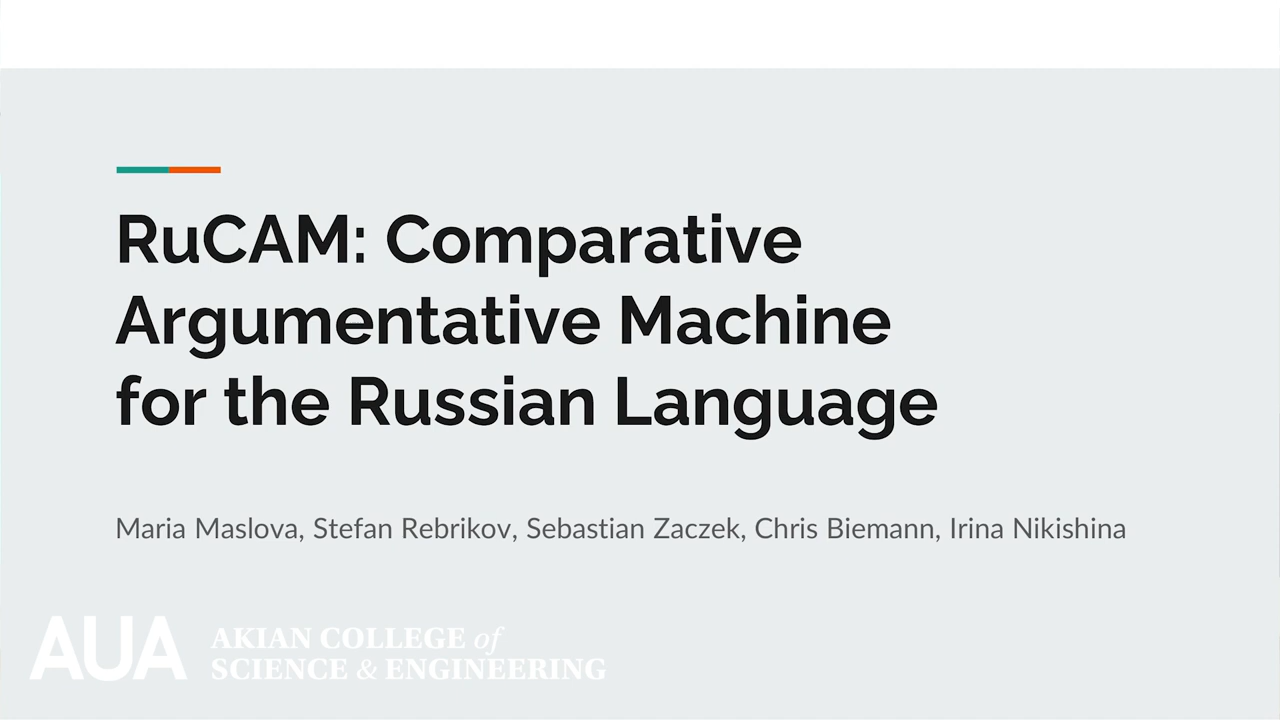 RuCAM: Comparative
Argumentative Machine
for the Russian Language
Maria Maslova, Stefan Rebrikov, Sebastian Zaczek, Chris Biemann, Irina Nikishina
AUA AKIAN COLLEGE of
SCIENCE & ENGINEERING